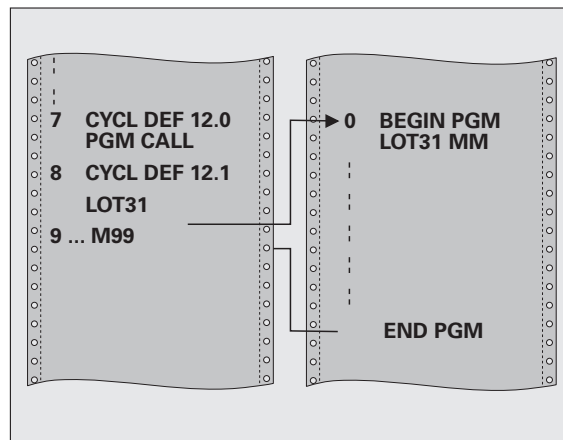 7 CYCL DEF 12.0
PGM CALL
8 CYCL DEF 12.1
LOT31
9 ... M99
0 BEGIN PGM
LOT31 MM
END PGM